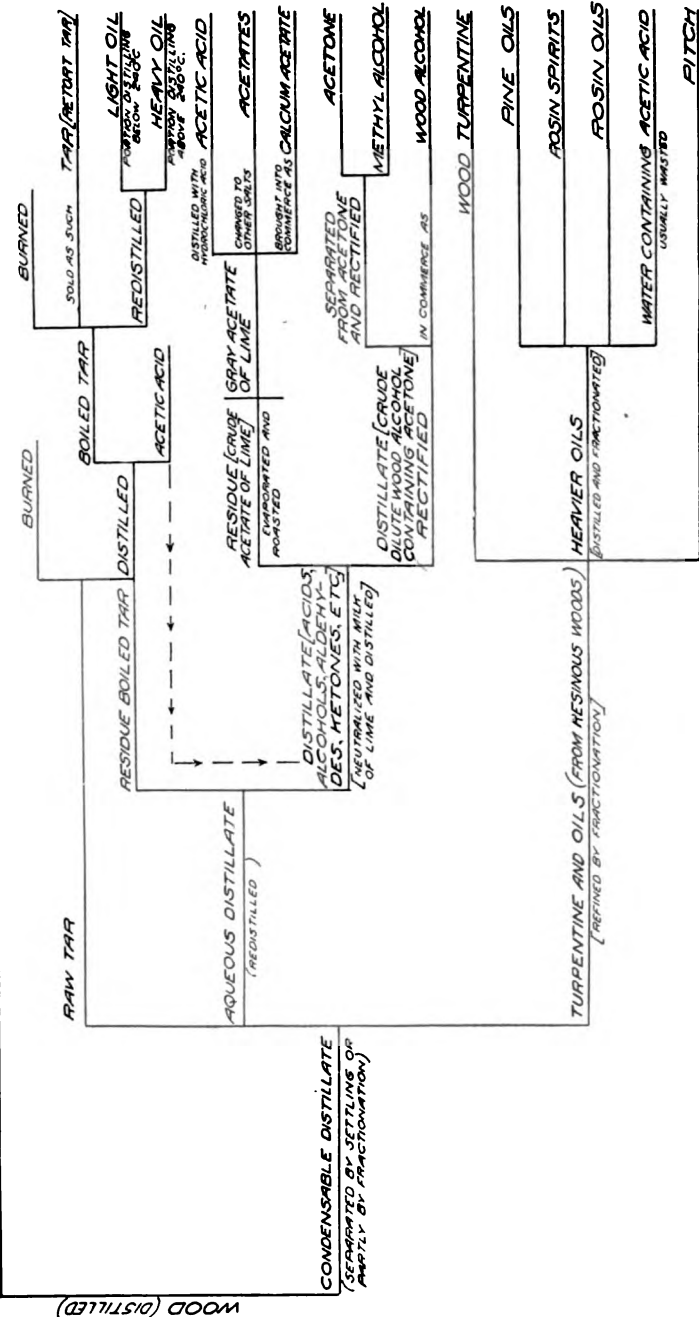 WOOD (DISTILLED)
CONDENSABLE DISTILLATE
(SEPARATED BY SETTLING OR
PARTLY BY FRACTIONATION)
RAW TAR
BURNED
DISTILLED
BOILED TAR
BURNED
SOLD AS SUCH
TAR [RETORT TAR]
REDISTILLED
LIGHT OIL
PORTION DISTILLING
BELOW 240°C
HEAVY OIL
PORTION DISTILLING
ABOVE 240°C.
ACETIC ACID
AQUEOUS DISTILLATE
(REDISTILLED)
RESIDUE BOILED TAR
DISTILLATE [ACIDS,
ALCOHOLS, ALDEHY-
DES, KETONES, ETC]
[NEUTRALIZED WITH MILK
OF LIME AND DISTILLED]
RESIDUE [CRUDE
ACETATE OF LIME]
EVAPORATED AND
ROASTED
GRAY ACETATE
OF LIME
DISTILLED WITH
HYDROCHLORIC ACID
ACETIC ACID
CHANGED TO
OTHER SALTS
ACETATES
BROUGHT INTO
COMMERCE AS
CALCIUM ACETATE
DISTILLATE [CRUDE
DILUTE WOOD ALCOHOL
CONTAINING ACETONE]
RECTIFIED
SEPARATED
FROM ACETONE
AND RECTIFIED
ACETONE
METHYL ALCOHOL
IN COMMERCE AS
WOOD ALCOHOL
TURPENTINE AND OILS (FROM RESINOUS WOODS)
[REFINED BY FRACTIONATION]
WOOD TURPENTINE
HEAVIER OILS
[DISTILLED AND FRACTIONATED]
PINE OILS
ROSIN SPIRITS
ROSIN OILS
WATER CONTAINING ACETIC ACID
USUALLY WASTED
PITCH